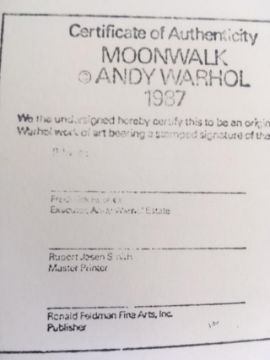 Certificate of Authenticity
MOONWALK
© ANDY WARHOL
1987
We the undersigned hereby certify this to be an origin
Warhol work of art bearing a stamped signature of the
Executor, Andy Warhol Estate
Rupert Jasen Smith
Master Printer
Ronald Feldman Fine Arts, Inc.
Publisher